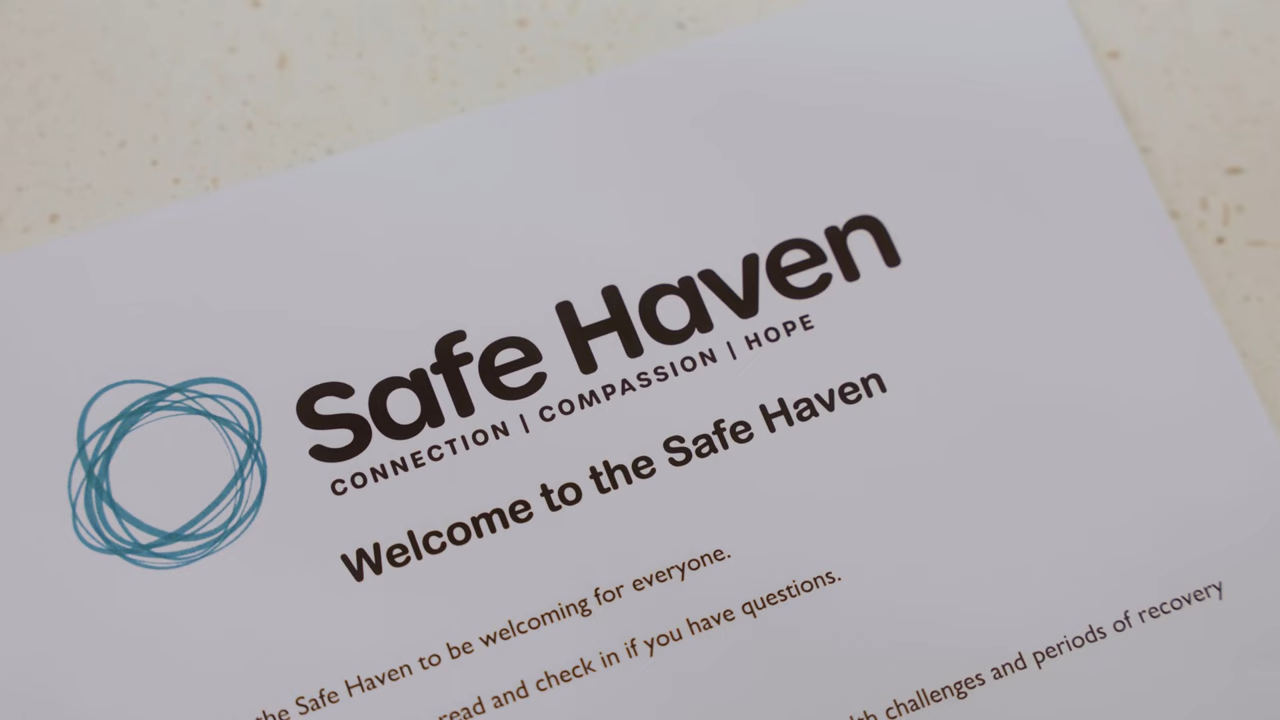 Safe Haven
CONNECTION | COMPASSION | HOPE
Welcome to the Safe Haven
the Safe Haven to be welcoming for everyone.
read and check in if you have questions.
challenges and periods of recovery